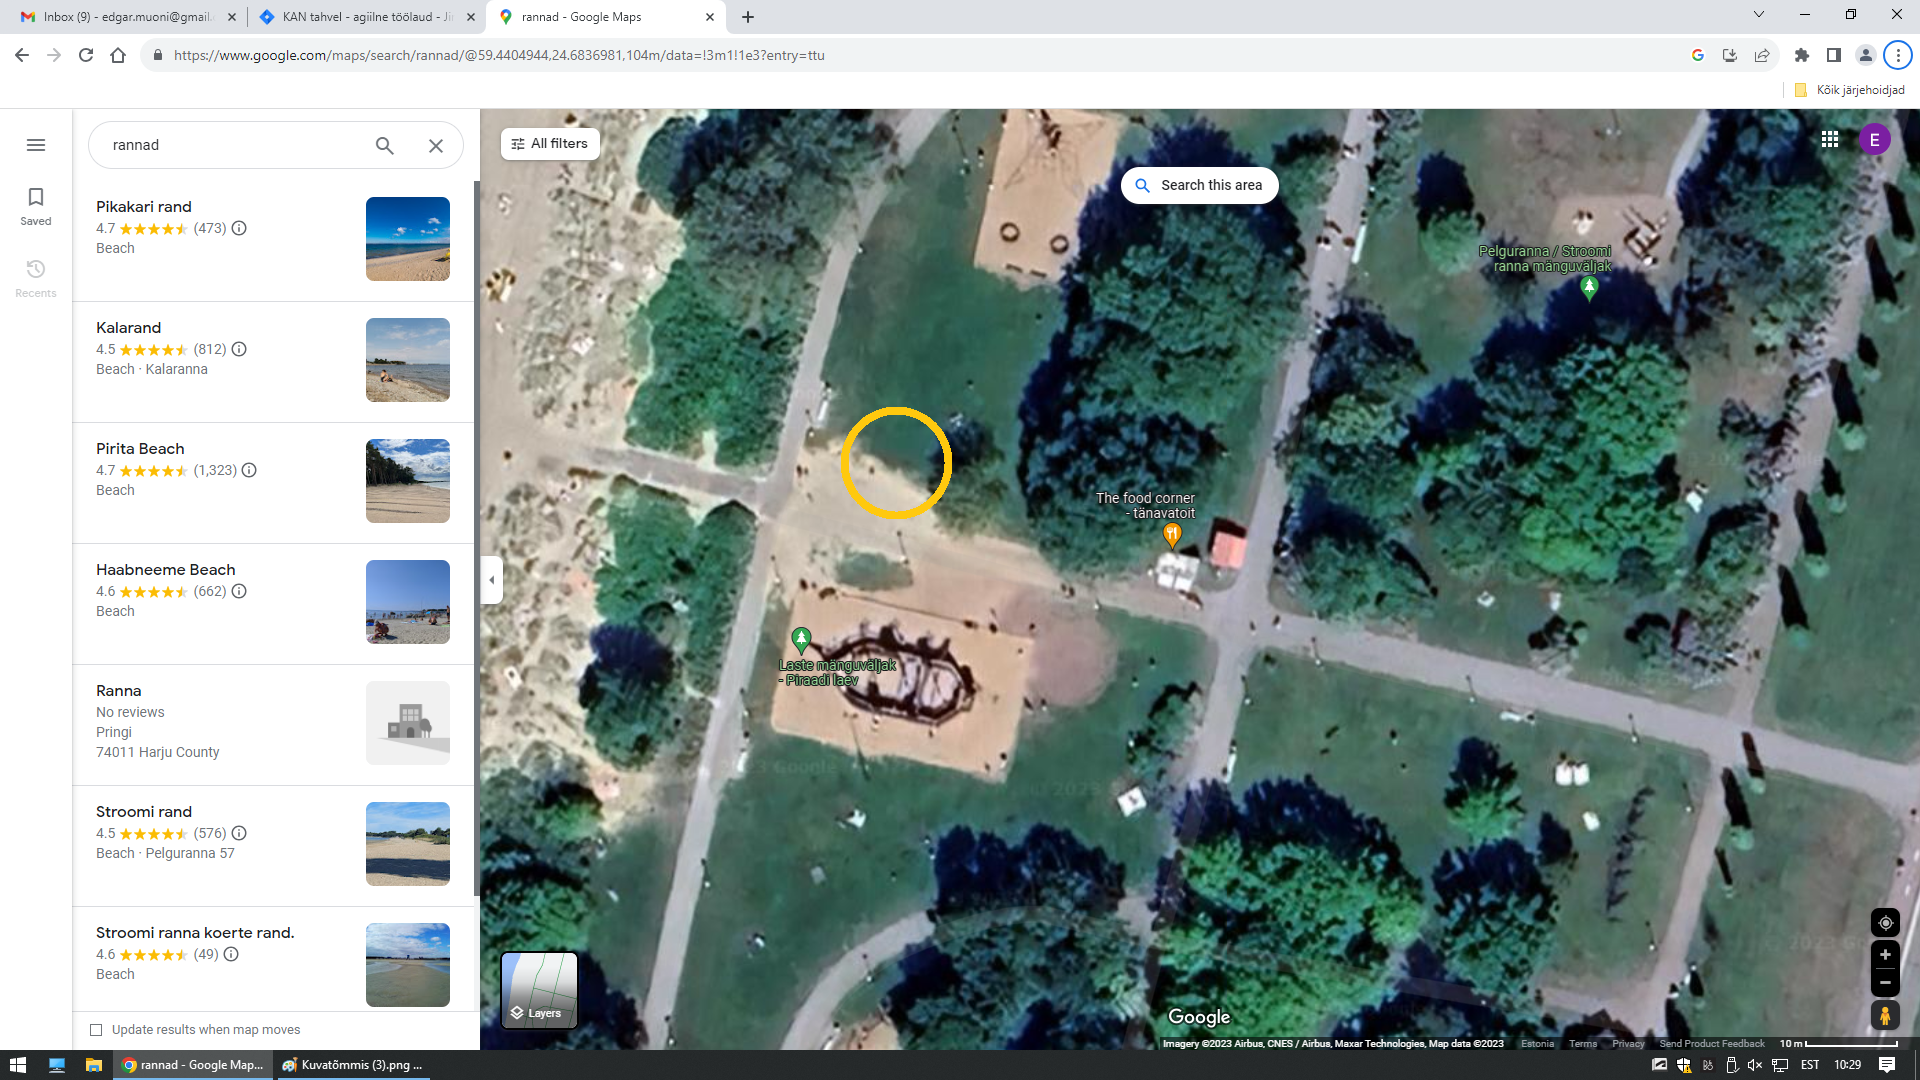 Inbox (9) - edgar.muoni@gmail.
KAN tahvel - agiilne töölaud - Jir
rannad - Google Maps
https://www.google.com/maps/search/rannad/@59.4404944,24.6836981,104m/data=!3m1!1e3?entry=ttu
Kõik järjehoidjad
rannad
Saved
Recents
Pikakari rand
4.7 (473)
Beach
Kalarand
4.5 (812)
Beach · Kalaranna
Pirita Beach
4.7 (1,323)
Beach
Haabneeme Beach
4.6 (662)
Beach
Ranna
No reviews
Pringi
74011 Harju County
Stroomi rand
4.5 (576)
Beach · Pelguranna 57
Stroomi ranna koerte rand.
4.6 (49)
Beach
Update results when map moves
All filters
Search this area
E
Pelguranna / Stroomi
ranna mänguväljak
The food corner
- tänavatoit
Laste mänguväljak
- Piraadi laev
2023 Google
Layers
Google
Imagery ©2023 Airbus, CNES / Airbus, Maxar Technologies, Map data ©2023
Estonia
Terms
Privacy
Send Product Feedback
10 m
rannad - Google Map...
Kuvatõmmis (3).png ...
EST
10:29